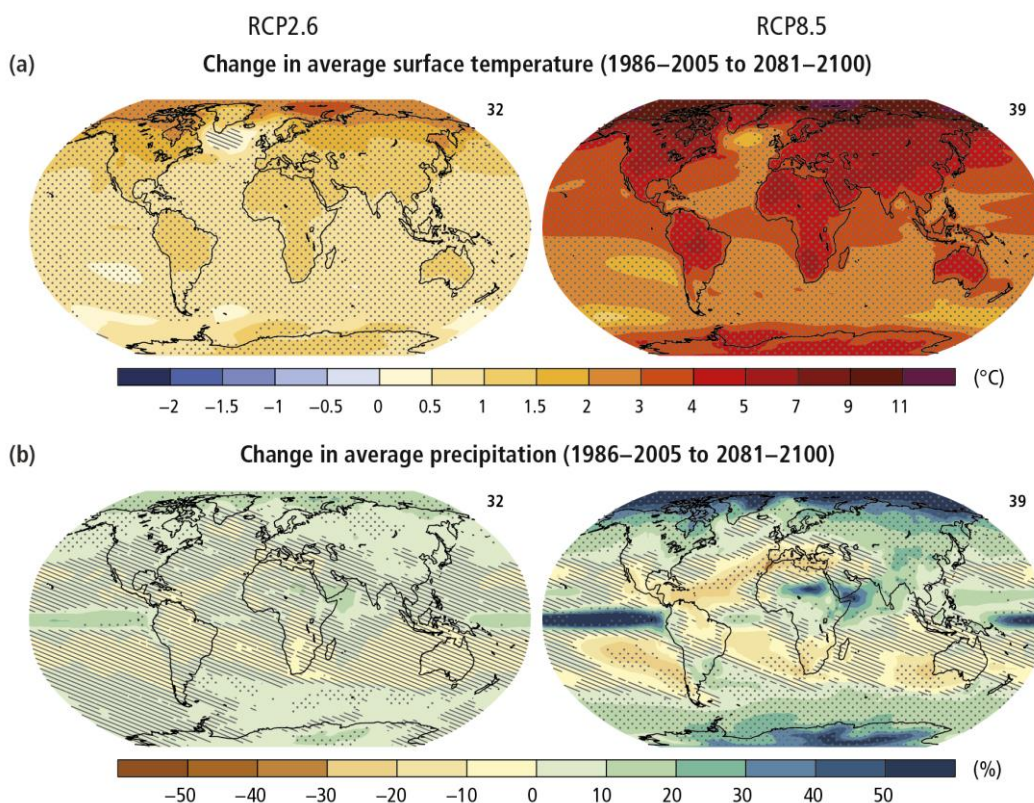 RCP2.6 RCP8.5
(a) Change in average surface temperature (1986–2005 to 2081–2100)
32 39
(°C)
−2 −1.5 −1 −0.5 0 0.5 1 1.5 2 3 4 5 7 9 11
(b) Change in average precipitation (1986–2005 to 2081–2100)
32 39
(%)
−50 −40 −30 −20 −10 0 10 20 30 40 50